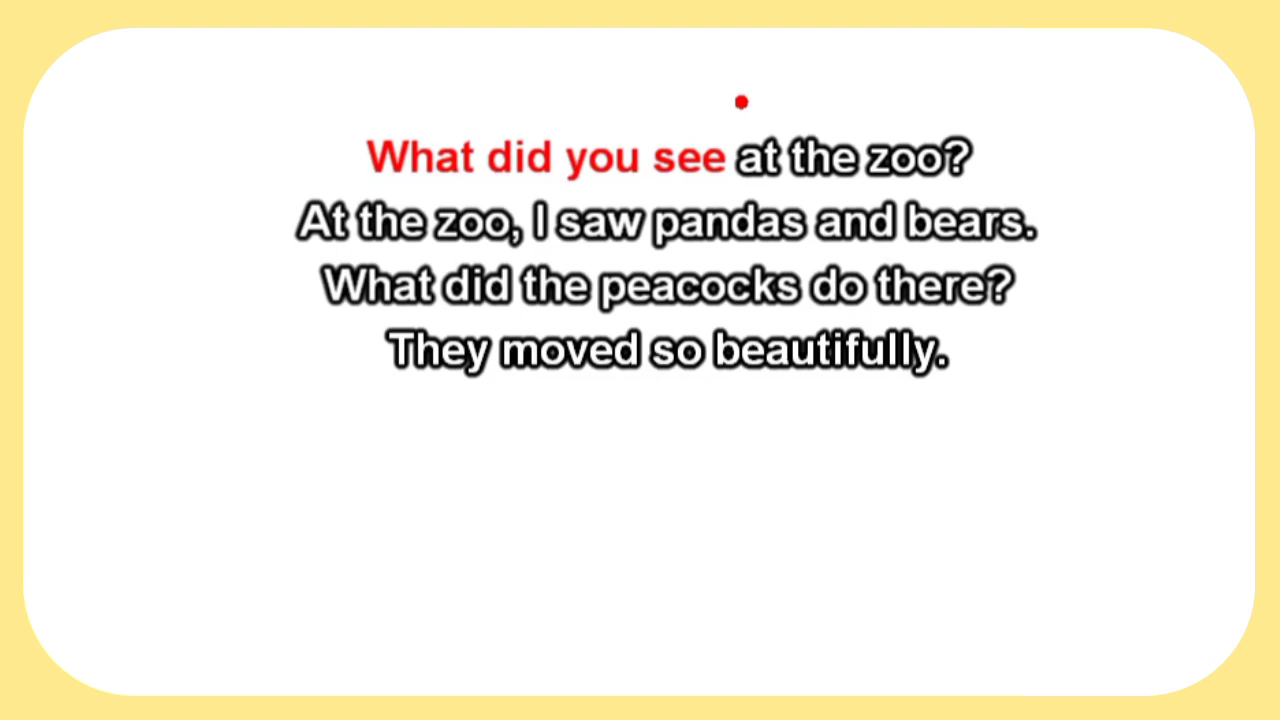 What did you see at the zoo?
At the zoo, I saw pandas and bears.
What did the peacocks do there?
They moved so beautifully.